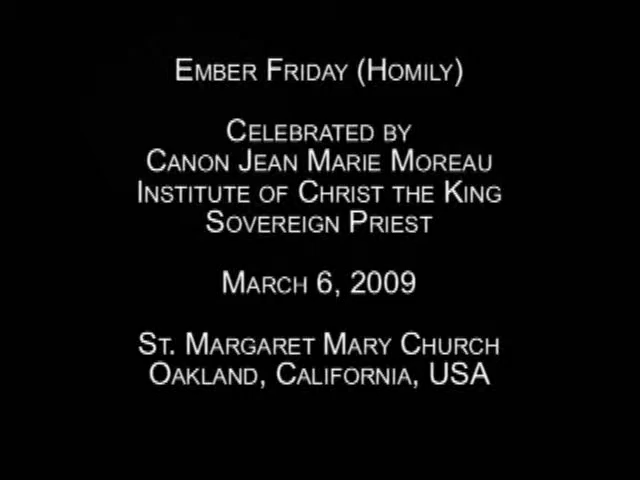 Ember Friday (Homily)
Celebrated by
Canon Jean Marie Moreau
Institute of Christ the King
Sovereign Priest
March 6, 2009
St. Margaret Mary Church
Oakland, California, USA